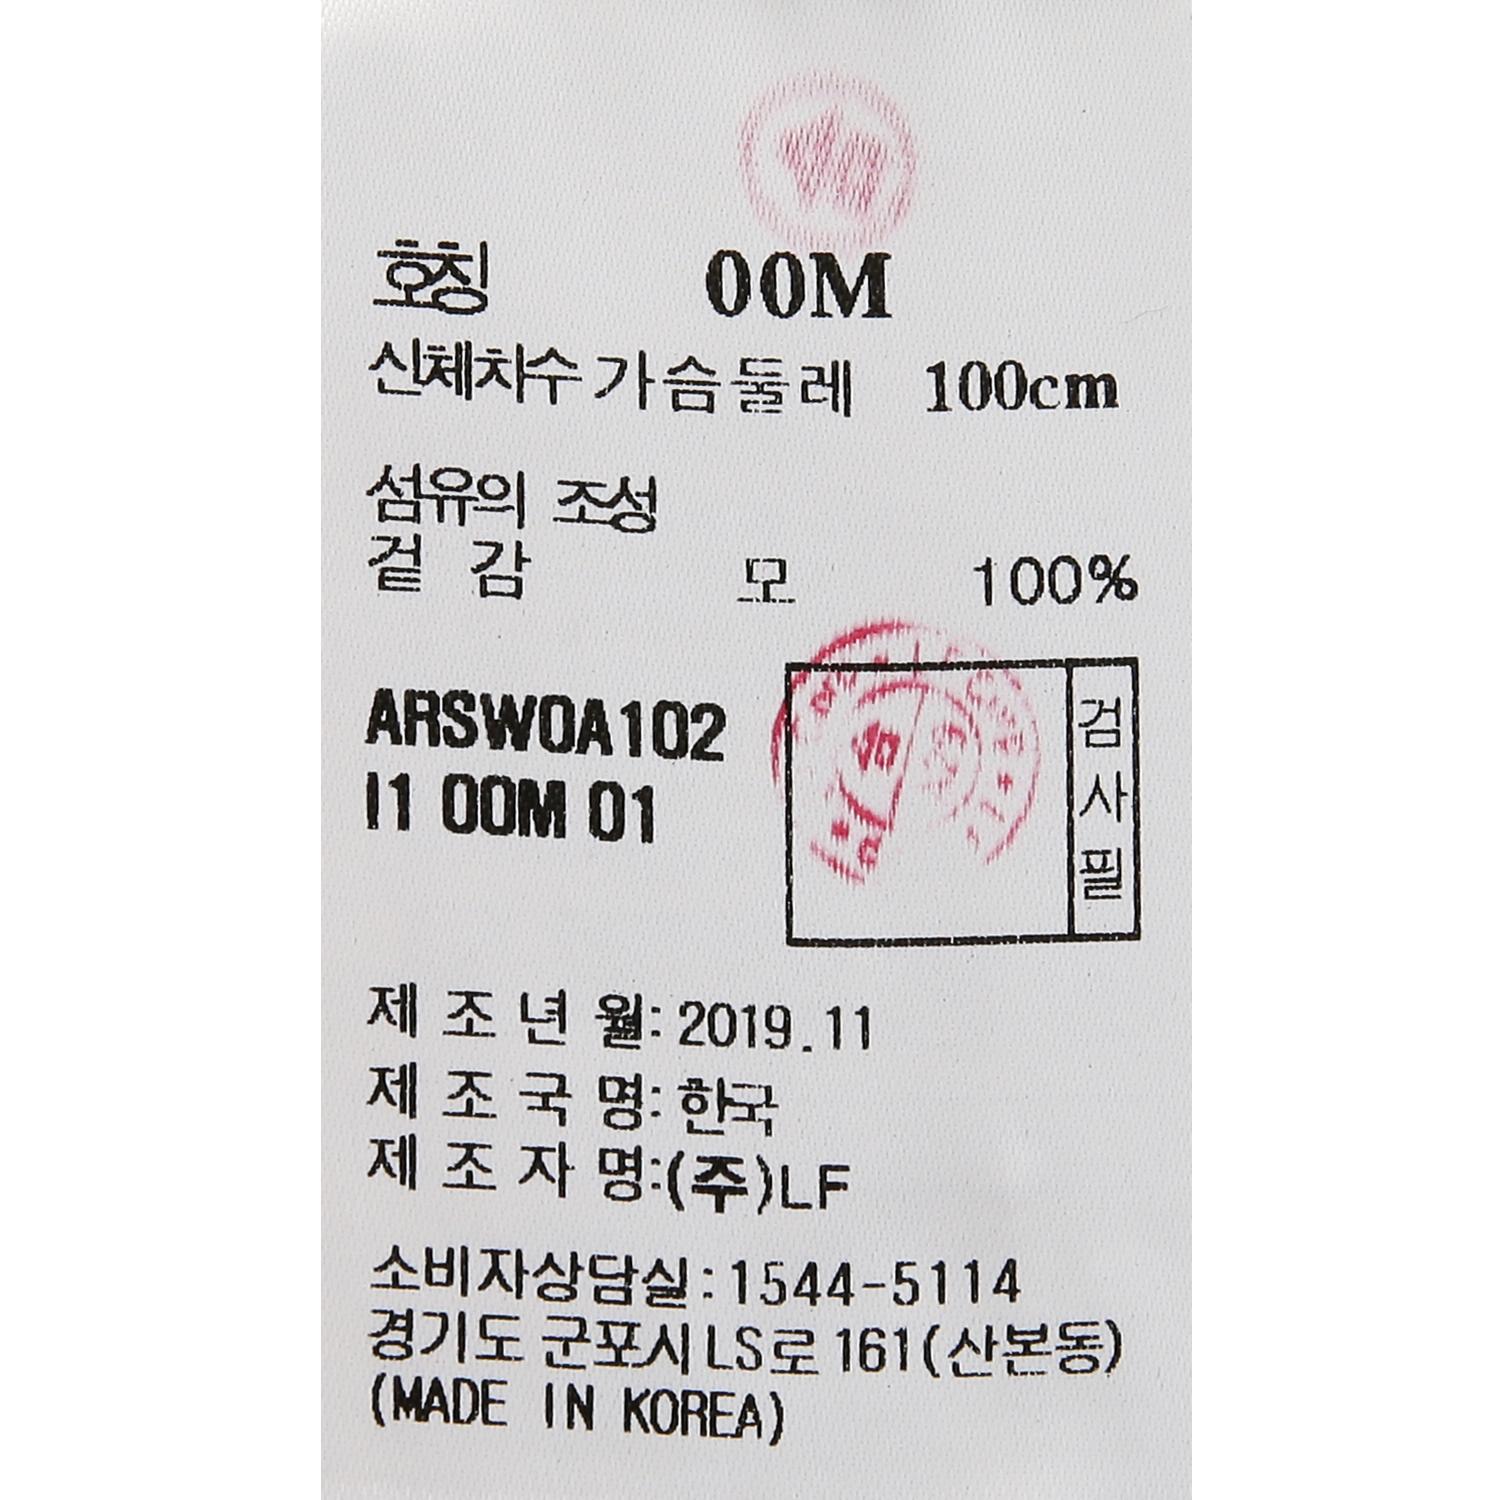 호칭 00M
신체치수 가슴둘레 100cm
섬유의 조성
겉 감 모 100%
ARSW0A102
I1 00M 01
검사필
제 조 년 월: 2019.11
제 조 국 명: 한국
제 조 자 명:(주)LF
소비자상담실:1544-5114
경기도 군포시 LS로 161(산본동)
(MADE IN KOREA)